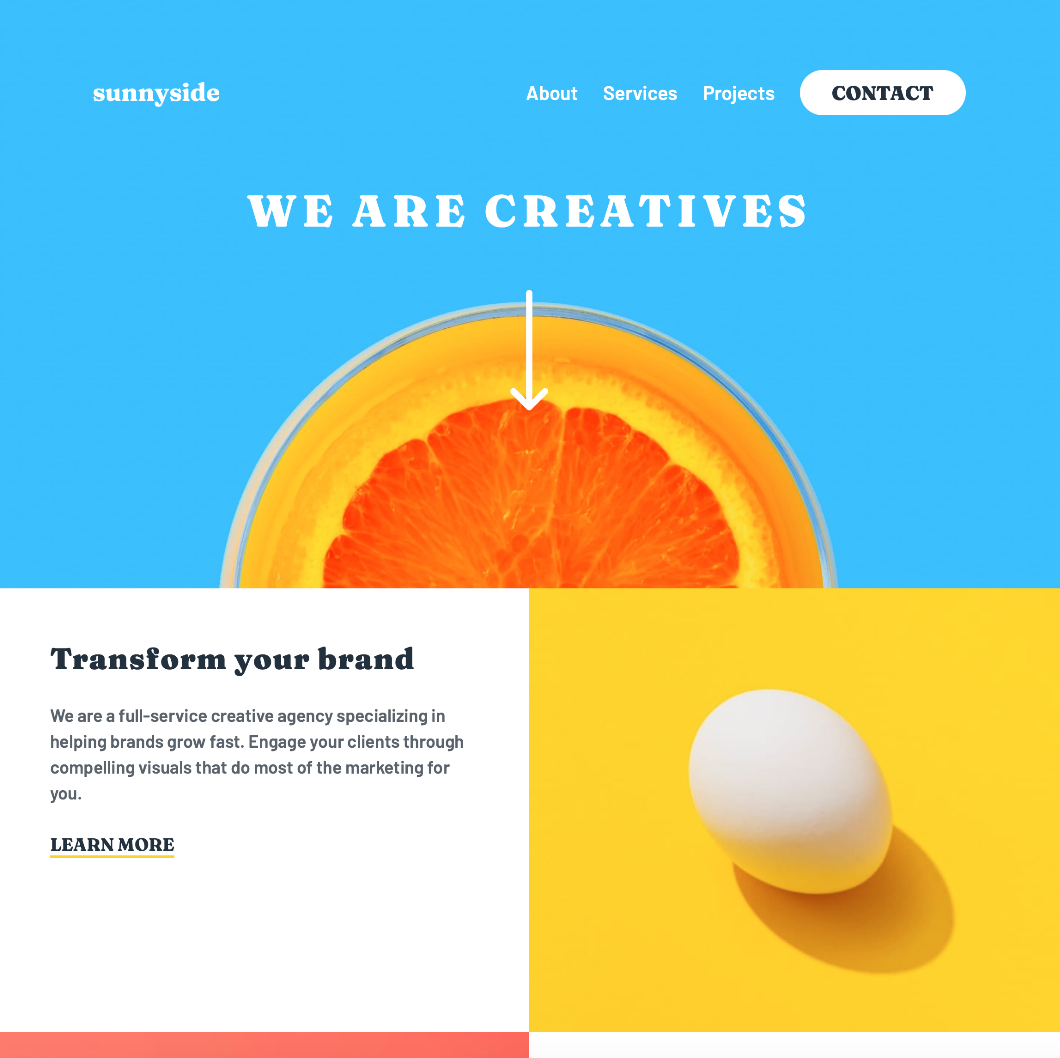 sunnyside
About Services Projects CONTACT
WE ARE CREATIVES
Transform your brand
We are a full-service creative agency specializing in
helping brands grow fast. Engage your clients through
compelling visuals that do most of the marketing for
you.
LEARN MORE